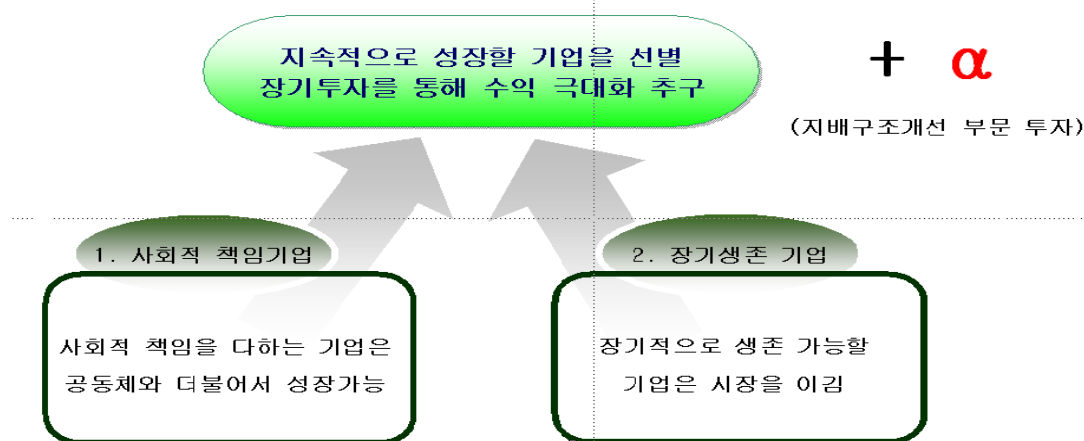 지속적으로 성장할 기업을 선별
장기투자를 통해 수익 극대화 추구
+ α
(지배구조개선 부문 투자)
1. 사회적 책임기업
사회적 책임을 다하는 기업은
공동체와 더불어서 성장가능
2. 장기생존 기업
장기적으로 생존 가능할
기업은 시장을 이김